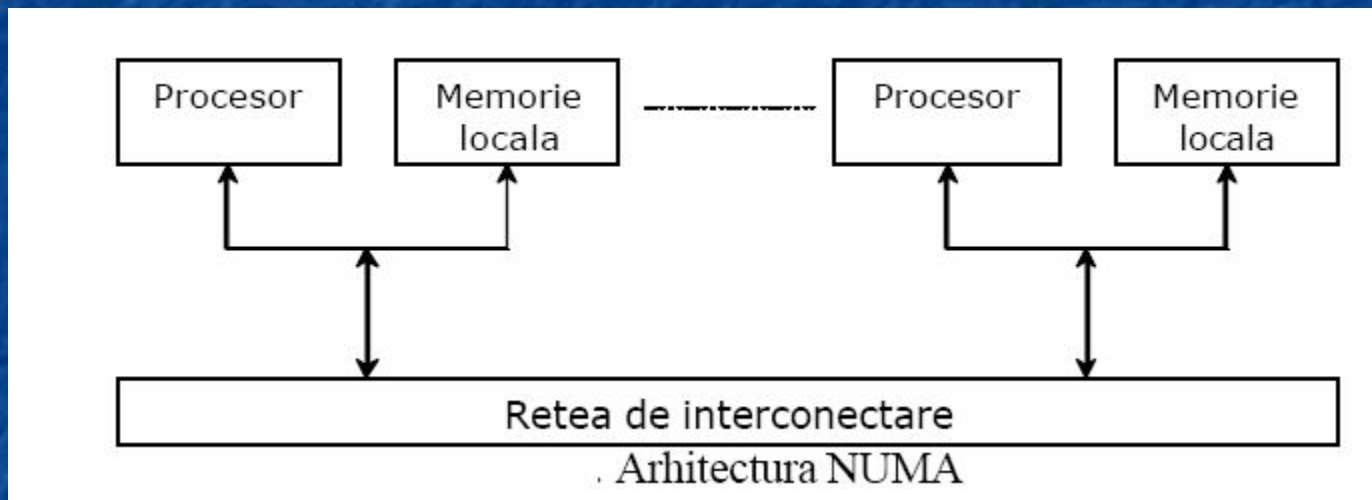 Procesor
Memorie
locala
Procesor
Memorie
locala
Retea de interconectare
. Arhitectura NUMA